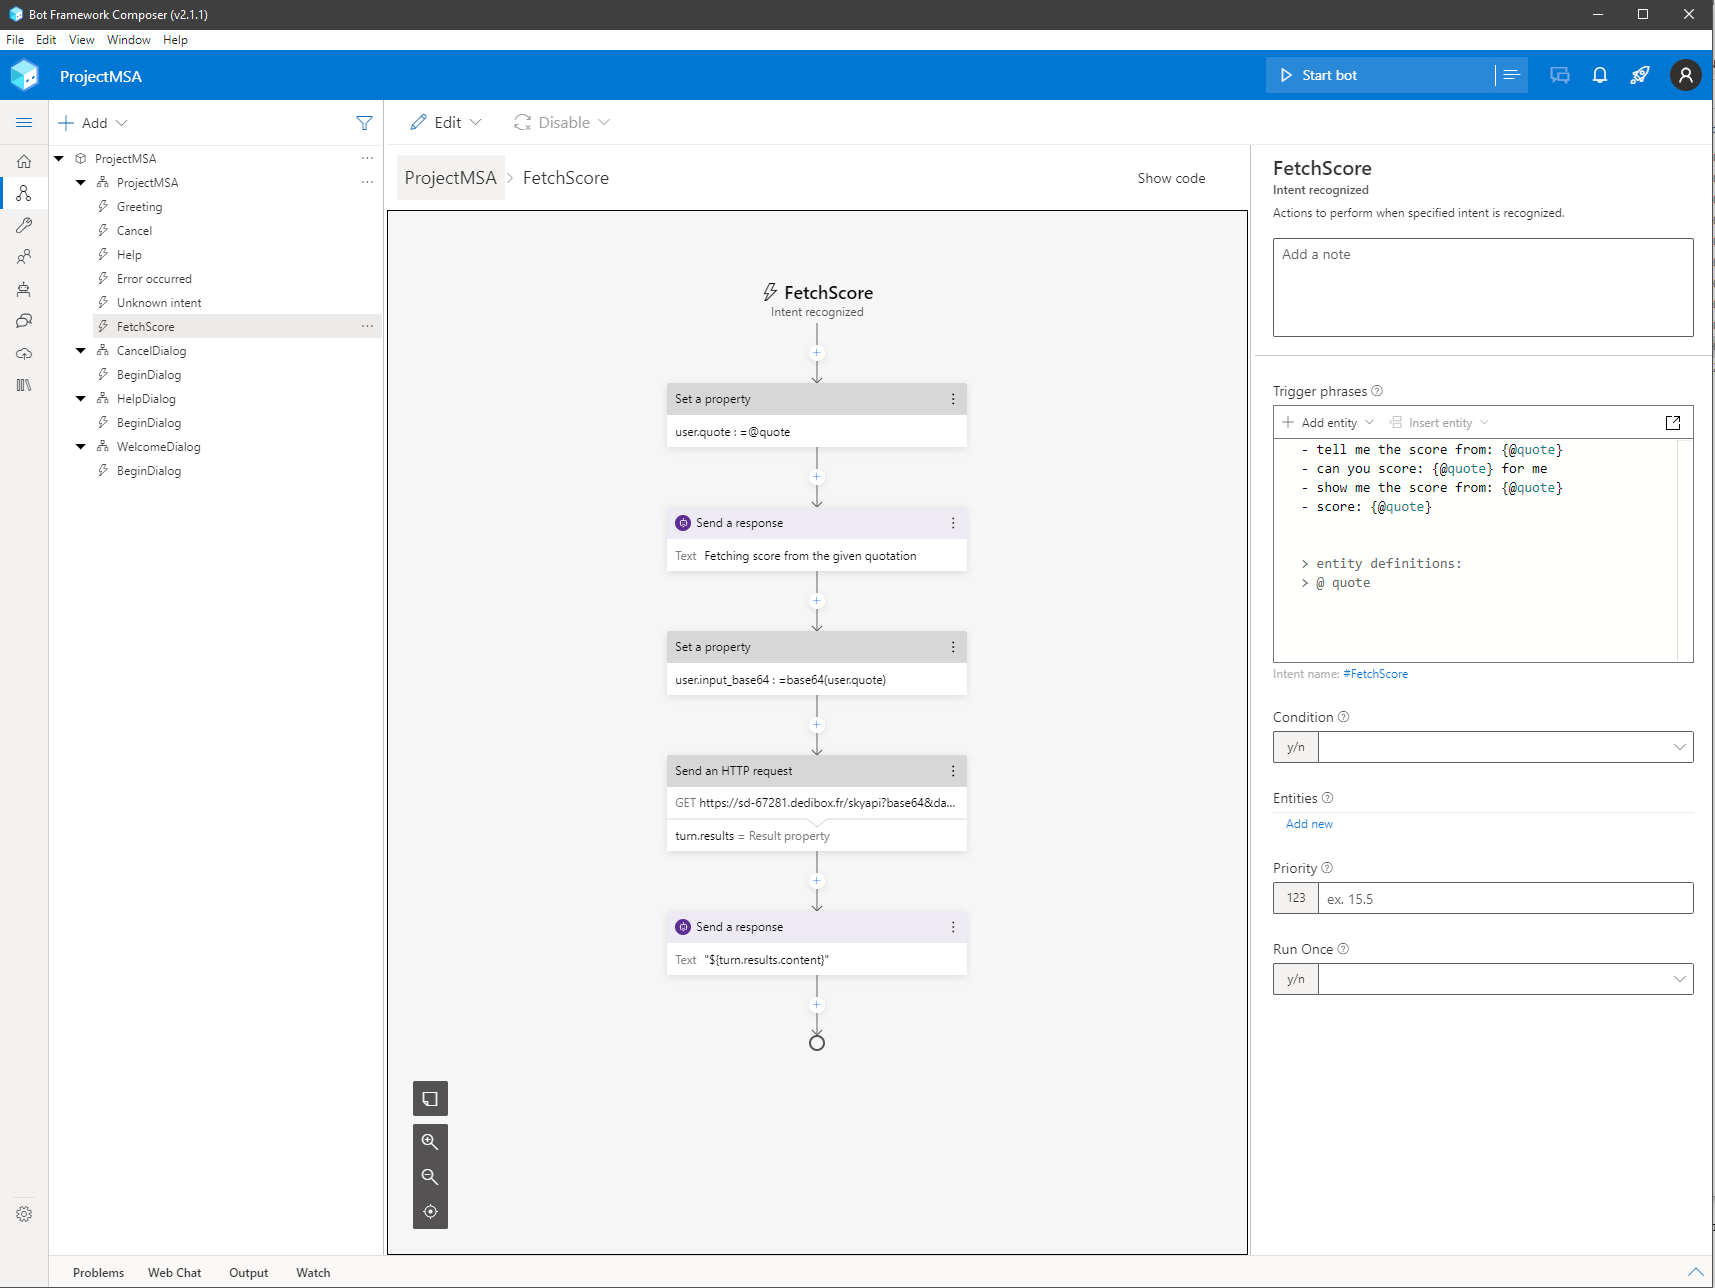 Bot Framework Composer (v2.1.1)
File Edit View Window Help
ProjectMSA
Start bot
Add
Edit
Disable
ProjectMSA
ProjectMSA
Greeting
Cancel
Help
Error occurred
Unknown intent
FetchScore
CancelDialog
BeginDialog
HelpDialog
BeginDialog
WelcomeDialog
BeginDialog
ProjectMSA > FetchScore
Show code
FetchScore
Intent recognized
Set a property
user.quote : =@quote
Send a response
Text Fetching score from the given quotation
Set a property
user.input_base64 : =base64(user.quote)
Send an HTTP request
GET https://sd-67281.dedibox.fr/skyapi?base64&da...
turn.results = Result property
Send a response
Text "${turn.results.content}"
FetchScore
Intent recognized
Actions to perform when specified intent is recognized.
Add a note
Trigger phrases
Add entity
Insert entity
- tell me the score from: {@quote}
- can you score: {@quote} for me
- show me the score from: {@quote}
- score: {@quote}
> entity definitions:
> @ quote
Intent name: #FetchScore
Condition
y/n
Entities
Add new
Priority
123 ex. 15.5
Run Once
y/n
Problems Web Chat Output Watch